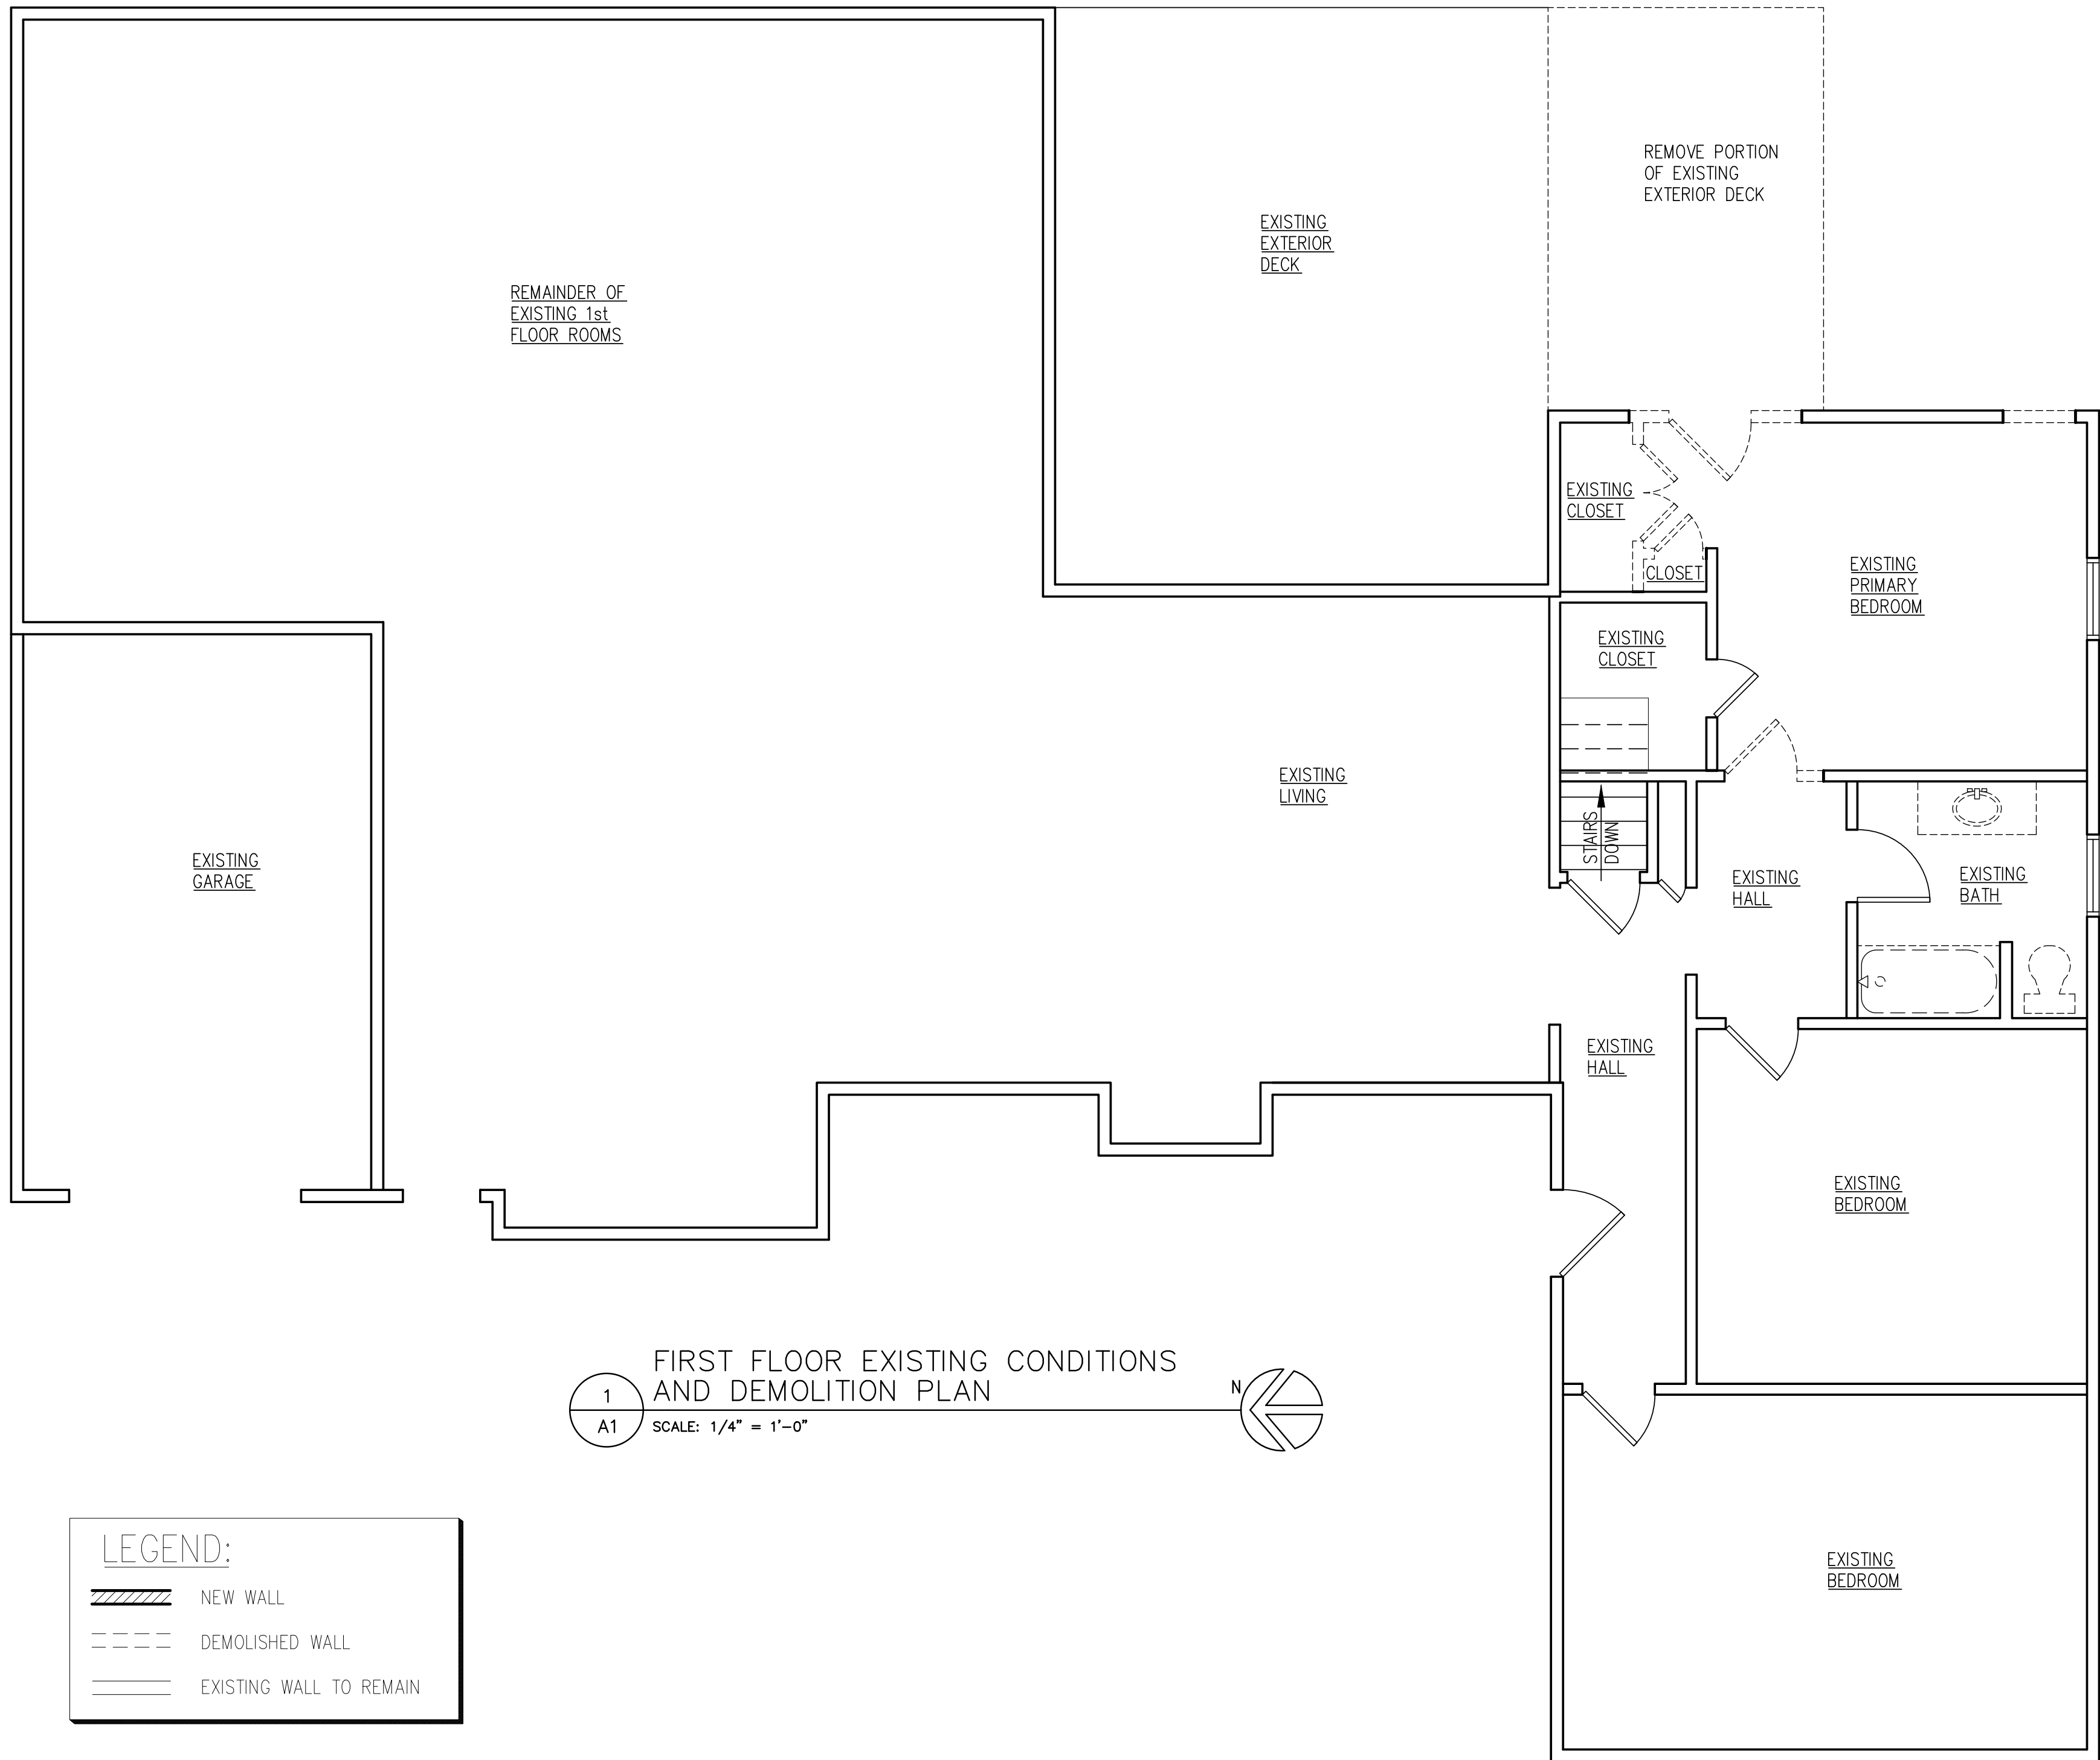 REMOVE PORTION
OF EXISTING
EXTERIOR DECK
EXISTING
EXTERIOR
DECK
REMAINDER OF
EXISTING 1st
FLOOR ROOMS
EXISTING
CLOSET
CLOSET
EXISTING
PRIMARY
BEDROOM
EXISTING
CLOSET
EXISTING
LIVING
STAIRS
DOWN
EXISTING
GARAGE
EXISTING
HALL
EXISTING
BATH
EXISTING
HALL
EXISTING
BEDROOM
1
A1
FIRST FLOOR EXISTING CONDITIONS
AND DEMOLITION PLAN
SCALE: 1/4" = 1'-0"
N
LEGEND:
NEW WALL
DEMOLISHED WALL
EXISTING WALL TO REMAIN
EXISTING
BEDROOM